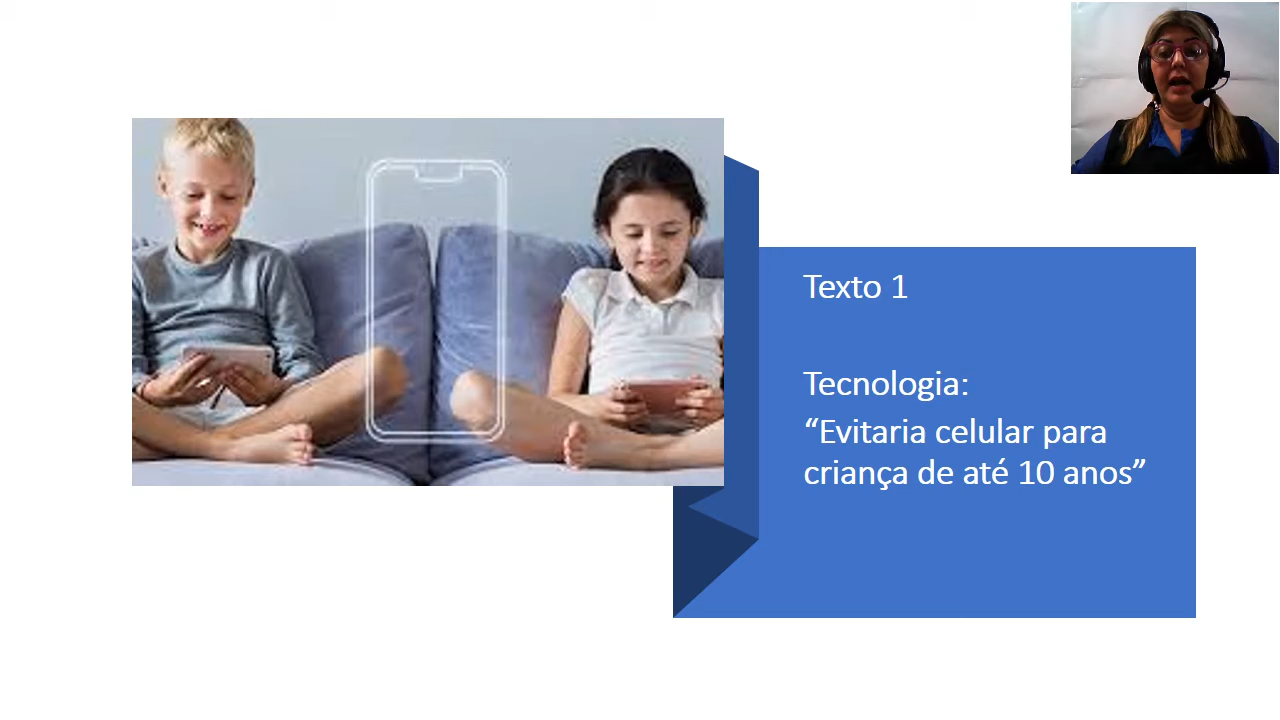 Texto 1
Tecnologia:
“Evitaria celular para
criança de até 10 anos”